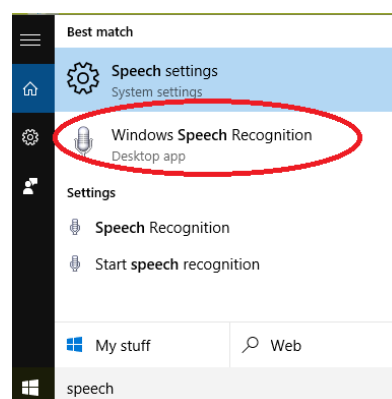 Best match
Speech settings
System settings
Windows Speech Recognition
Desktop app
Settings
Speech Recognition
Start speech recognition
My stuff
Web
speech